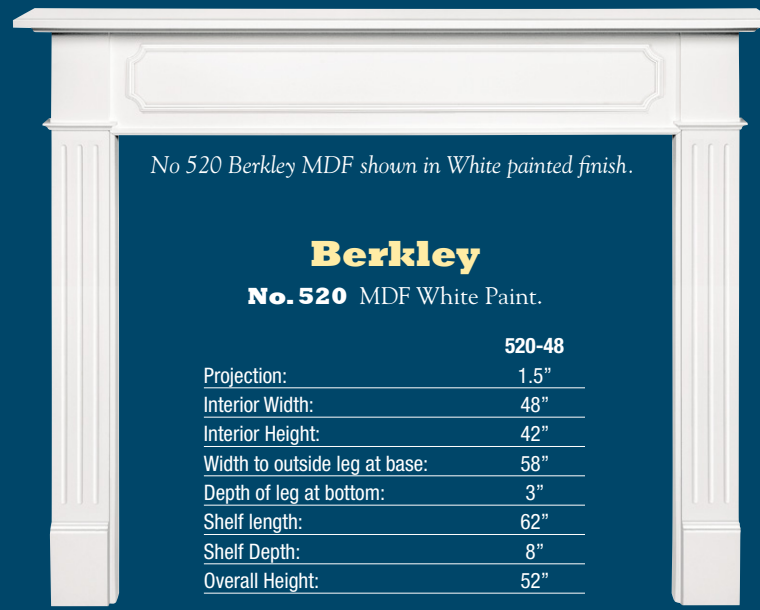 No 520 Berkley MDF shown in White painted finish.
Berkley
No. 520 MDF White Paint.
520-48
Projection: 1.5”
Interior Width: 48”
Interior Height: 42”
Width to outside leg at base: 58”
Depth of leg at bottom: 3”
Shelf length: 62”
Shelf Depth: 8”
Overall Height: 52”